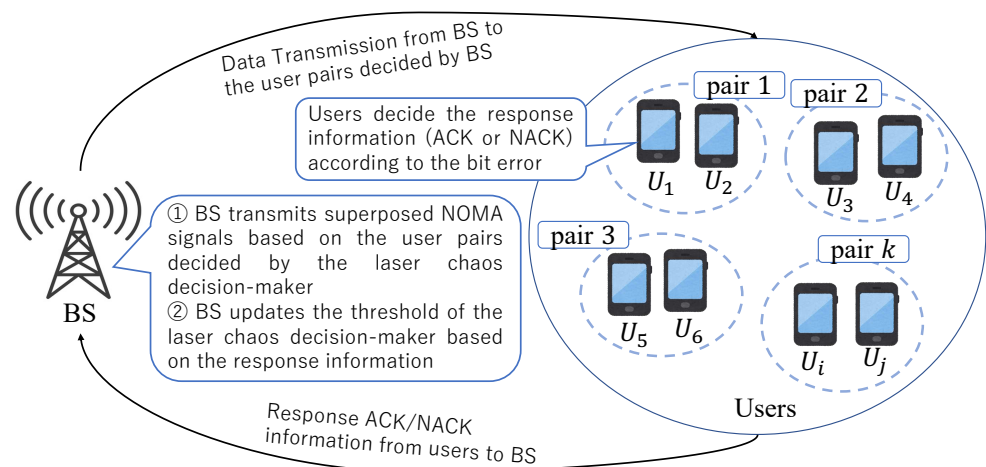 Data Transmission from BS to
the user pairs decided by BS
Users decide the response
information (ACK or NACK)
according to the bit error
pair 1
U₁ U₂
pair 2
U₃ U₄
BS
① BS transmits superposed NOMA
signals based on the user pairs
decided by the laser chaos
decision-maker
② BS updates the threshold of the
laser chaos decision-maker based
on the response information
pair 3
U₅ U₆
pair k
Uᵢ Uⱼ
Users
Response ACK/NACK
information from users to BS